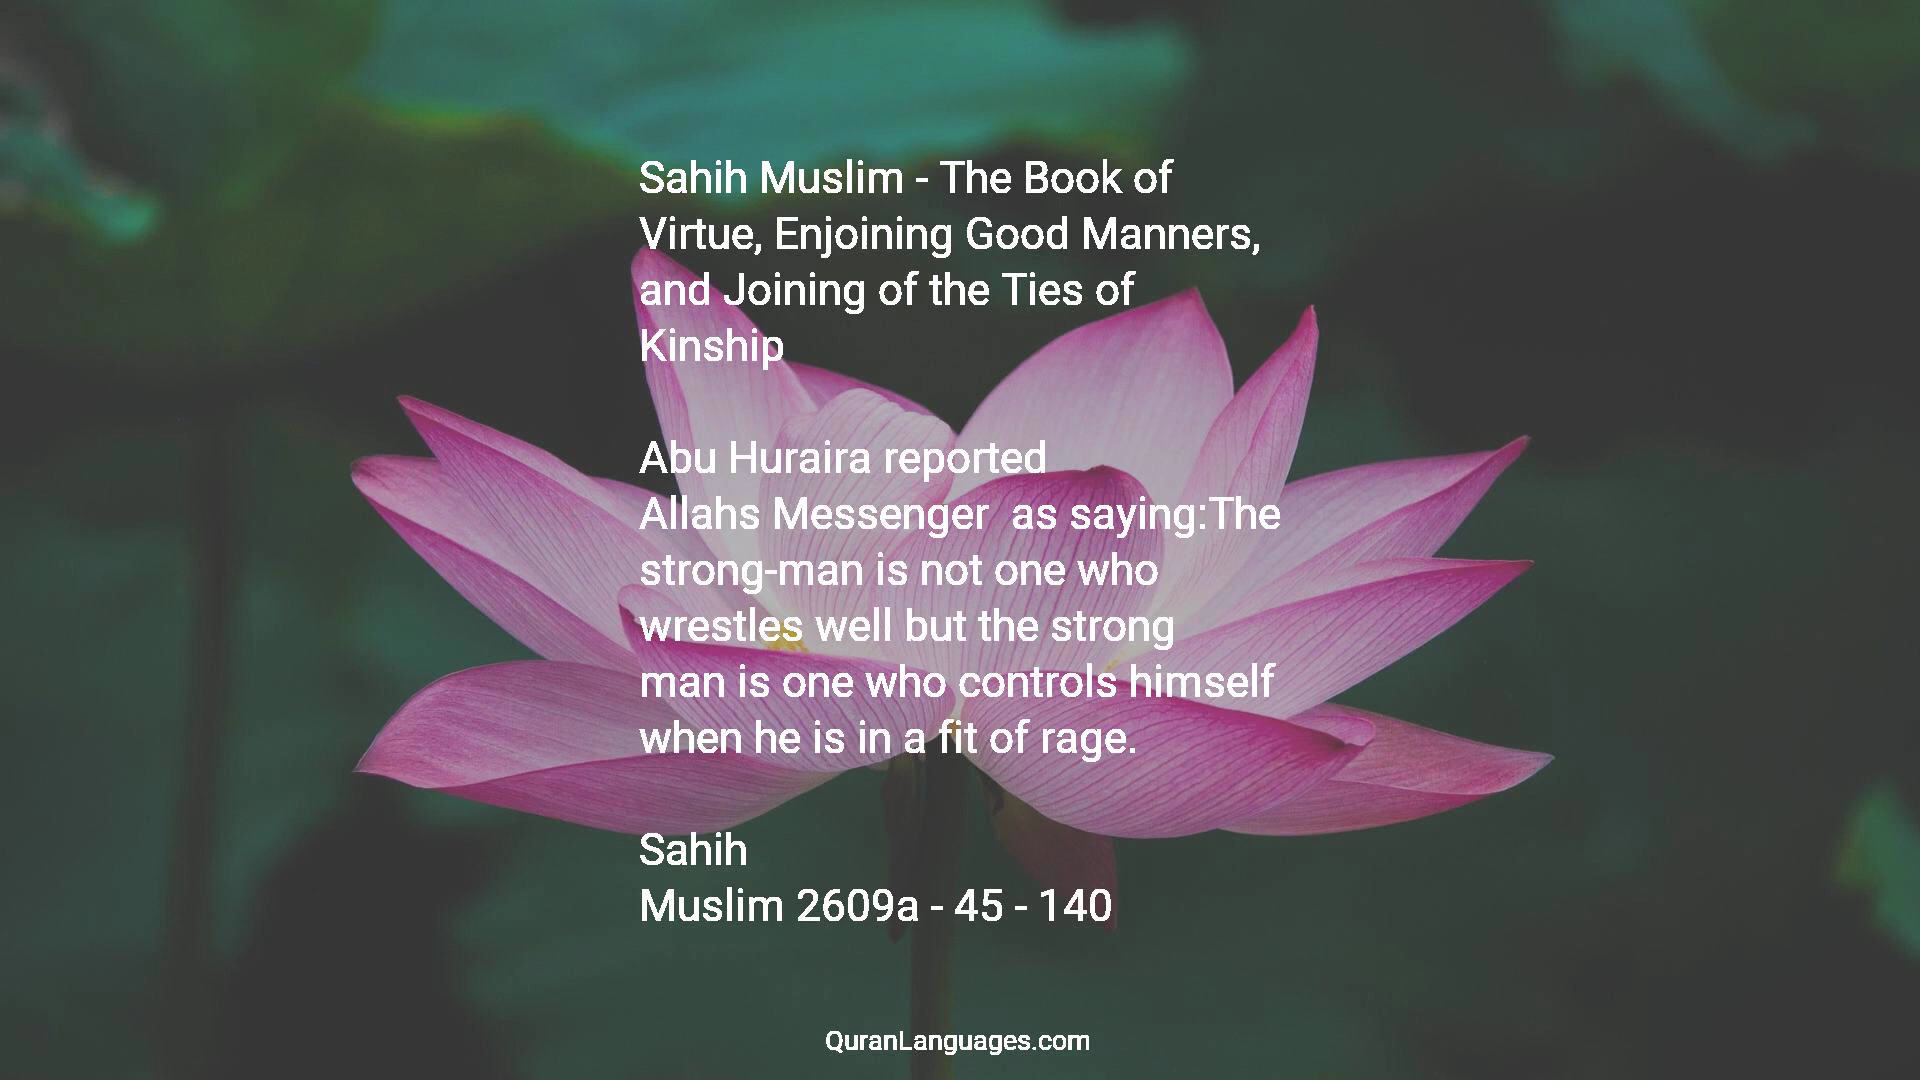 Sahih Muslim - The Book of
Virtue, Enjoining Good Manners,
and Joining of the Ties of
Kinship
Abu Huraira reported
Allahs Messenger  as saying:The
strong-man is not one who
wrestles well but the strong
man is one who controls himself
when he is in a fit of rage.
Sahih
Muslim 2609a - 45 - 140
QuranLanguages.com